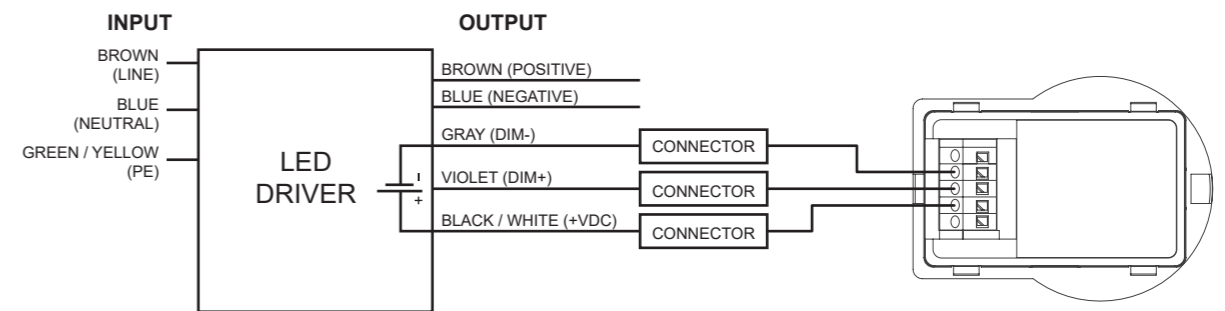 INPUT
OUTPUT
BROWN
(LINE)
BLUE
(NEUTRAL)
GREEN / YELLOW
(PE)
LED
DRIVER
-
+
BROWN (POSITIVE)
BLUE (NEGATIVE)
GRAY (DIM-)
VIOLET (DIM+)
BLACK / WHITE (+VDC)
CONNECTOR
CONNECTOR
CONNECTOR